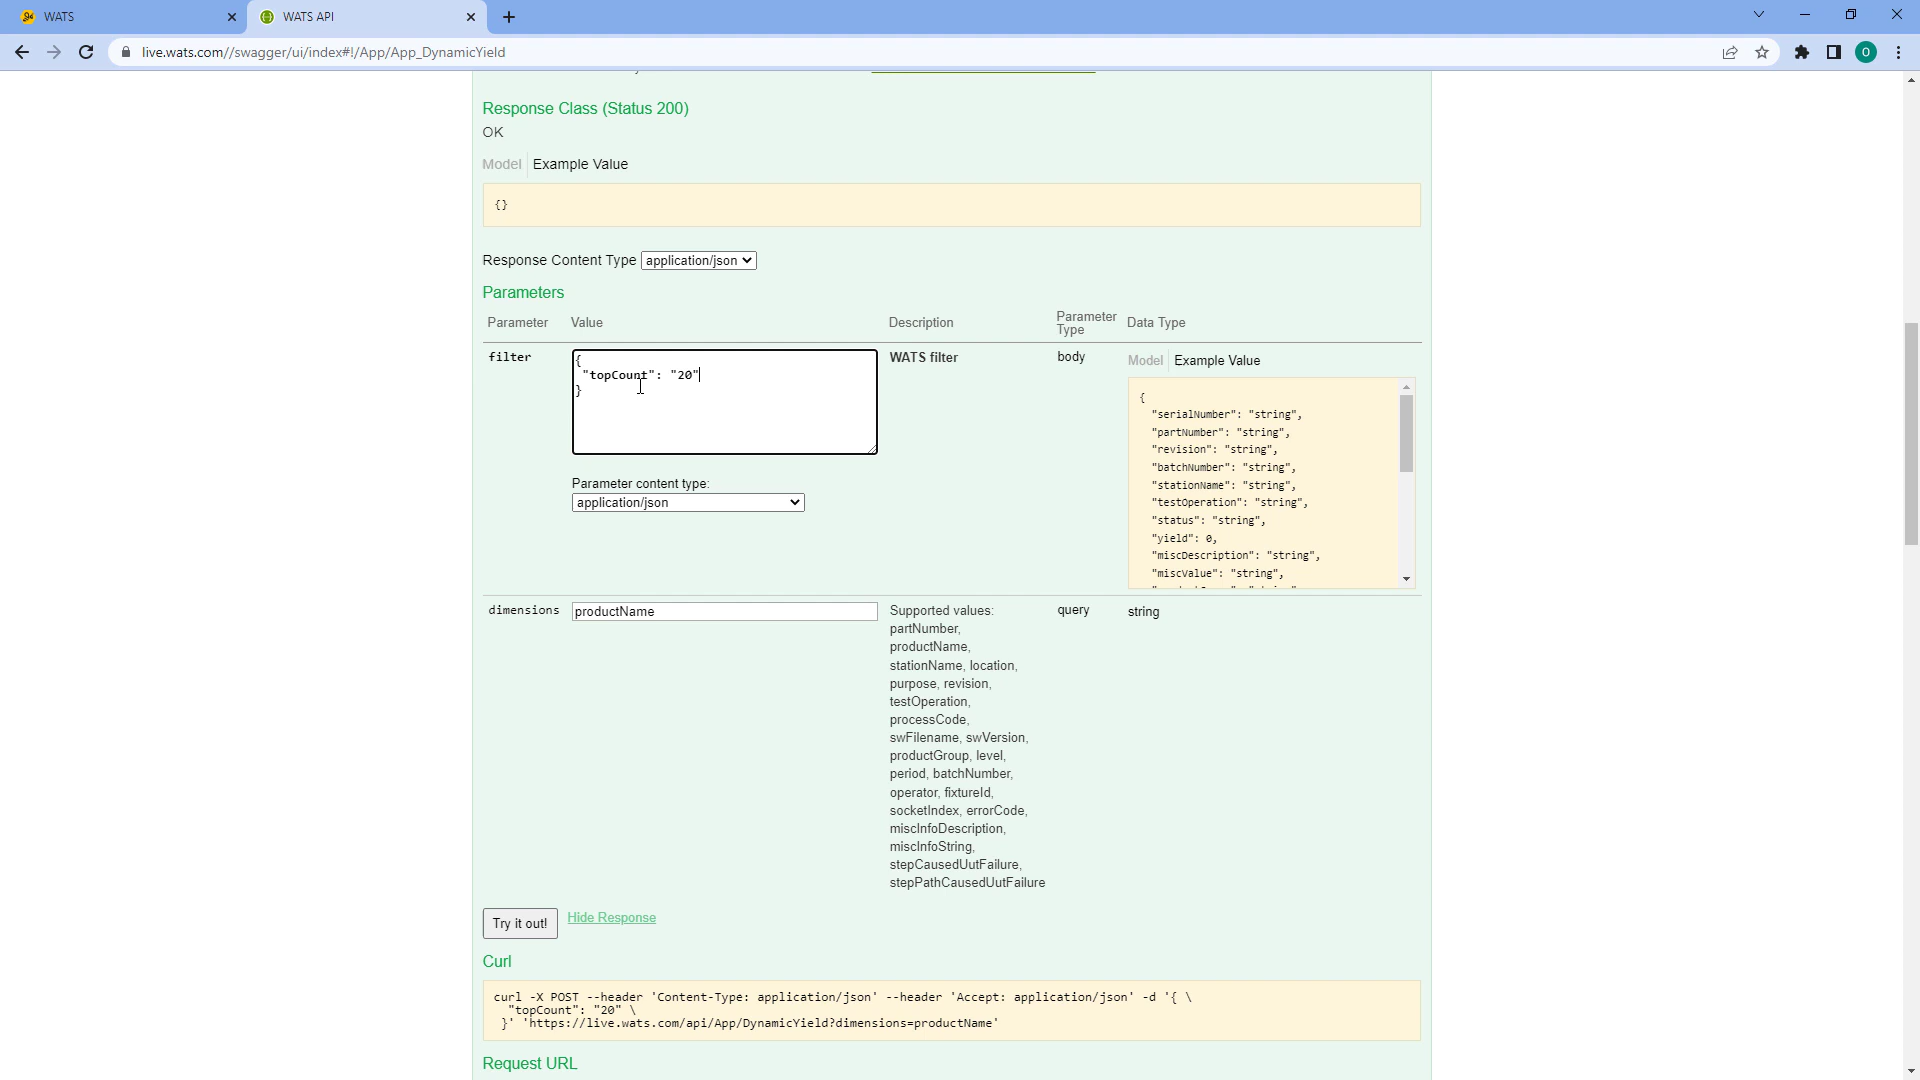 WATS
WATS API
live.wats.com//swagger/ui/index#!/App/App_DynamicYield
O
Response Class (Status 200)
OK
Model
Example Value
{}
Response Content Type
application/json
Parameters
Parameter
Value
Description
Parameter Type
Data Type
filter
{
"topCount": "20"
}
WATS filter
body
Model
Example Value
{
"serialNumber": "string",
"partNumber": "string",
"revision": "string",
"batchNumber": "string",
"stationName": "string",
"testOperation": "string",
"status": "string",
"yield": 0,
"miscDescription": "string",
"miscValue": "string",
Parameter content type:
application/json
dimensions
productName
Supported values:
partNumber,
productName,
stationName, location,
purpose, revision,
testOperation,
processCode,
swFilename, swVersion,
productGroup, level,
period, batchNumber,
operator, fixtureId,
socketIndex, errorCode,
miscInfoDescription,
miscInfoString,
stepCausedUutFailure,
stepPathCausedUutFailure
query
string
Try it out!
Hide Response
Curl
curl -X POST --header 'Content-Type: application/json' --header 'Accept: application/json' -d '{ \
"topCount": "20" \
}' 'https://live.wats.com/api/App/DynamicYield?dimensions=productName'
Request URL